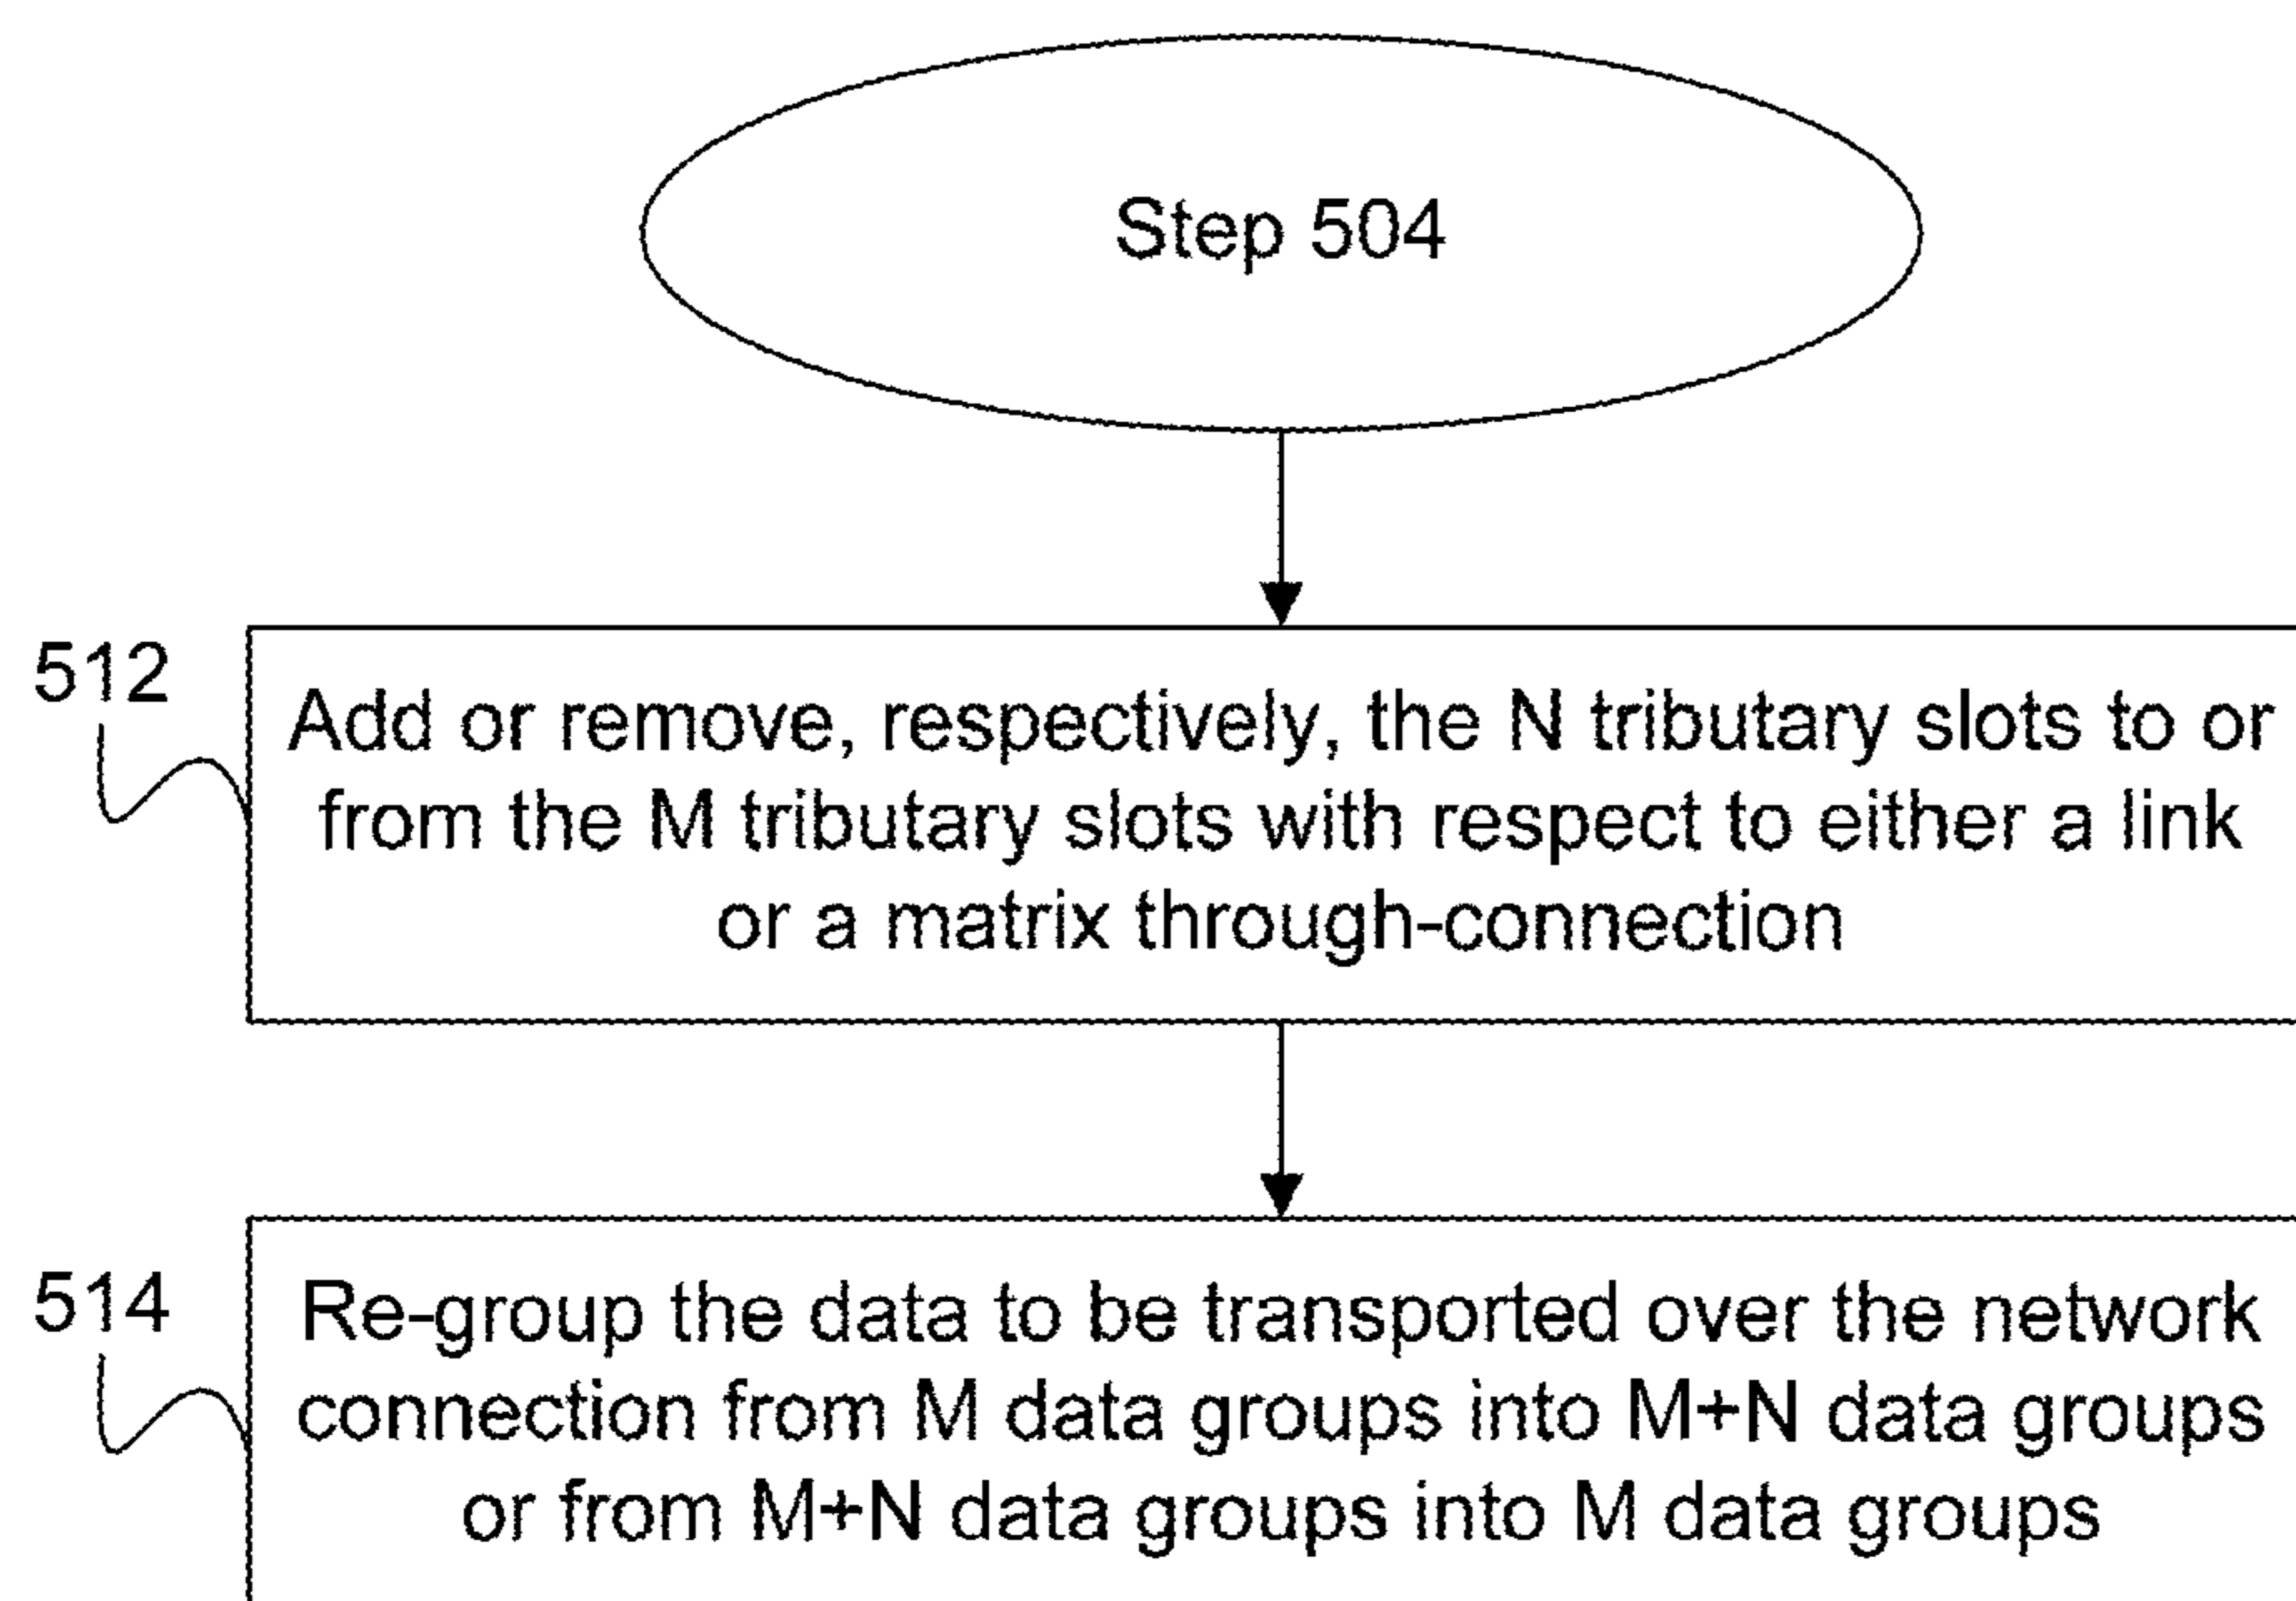 Step 504
512
Add or remove, respectively, the N tributary slots to or
from the M tributary slots with respect to either a link
or a matrix through-connection
514
Re-group the data to be transported over the network
connection from M data groups into M+N data groups
or from M+N data groups into M data groups